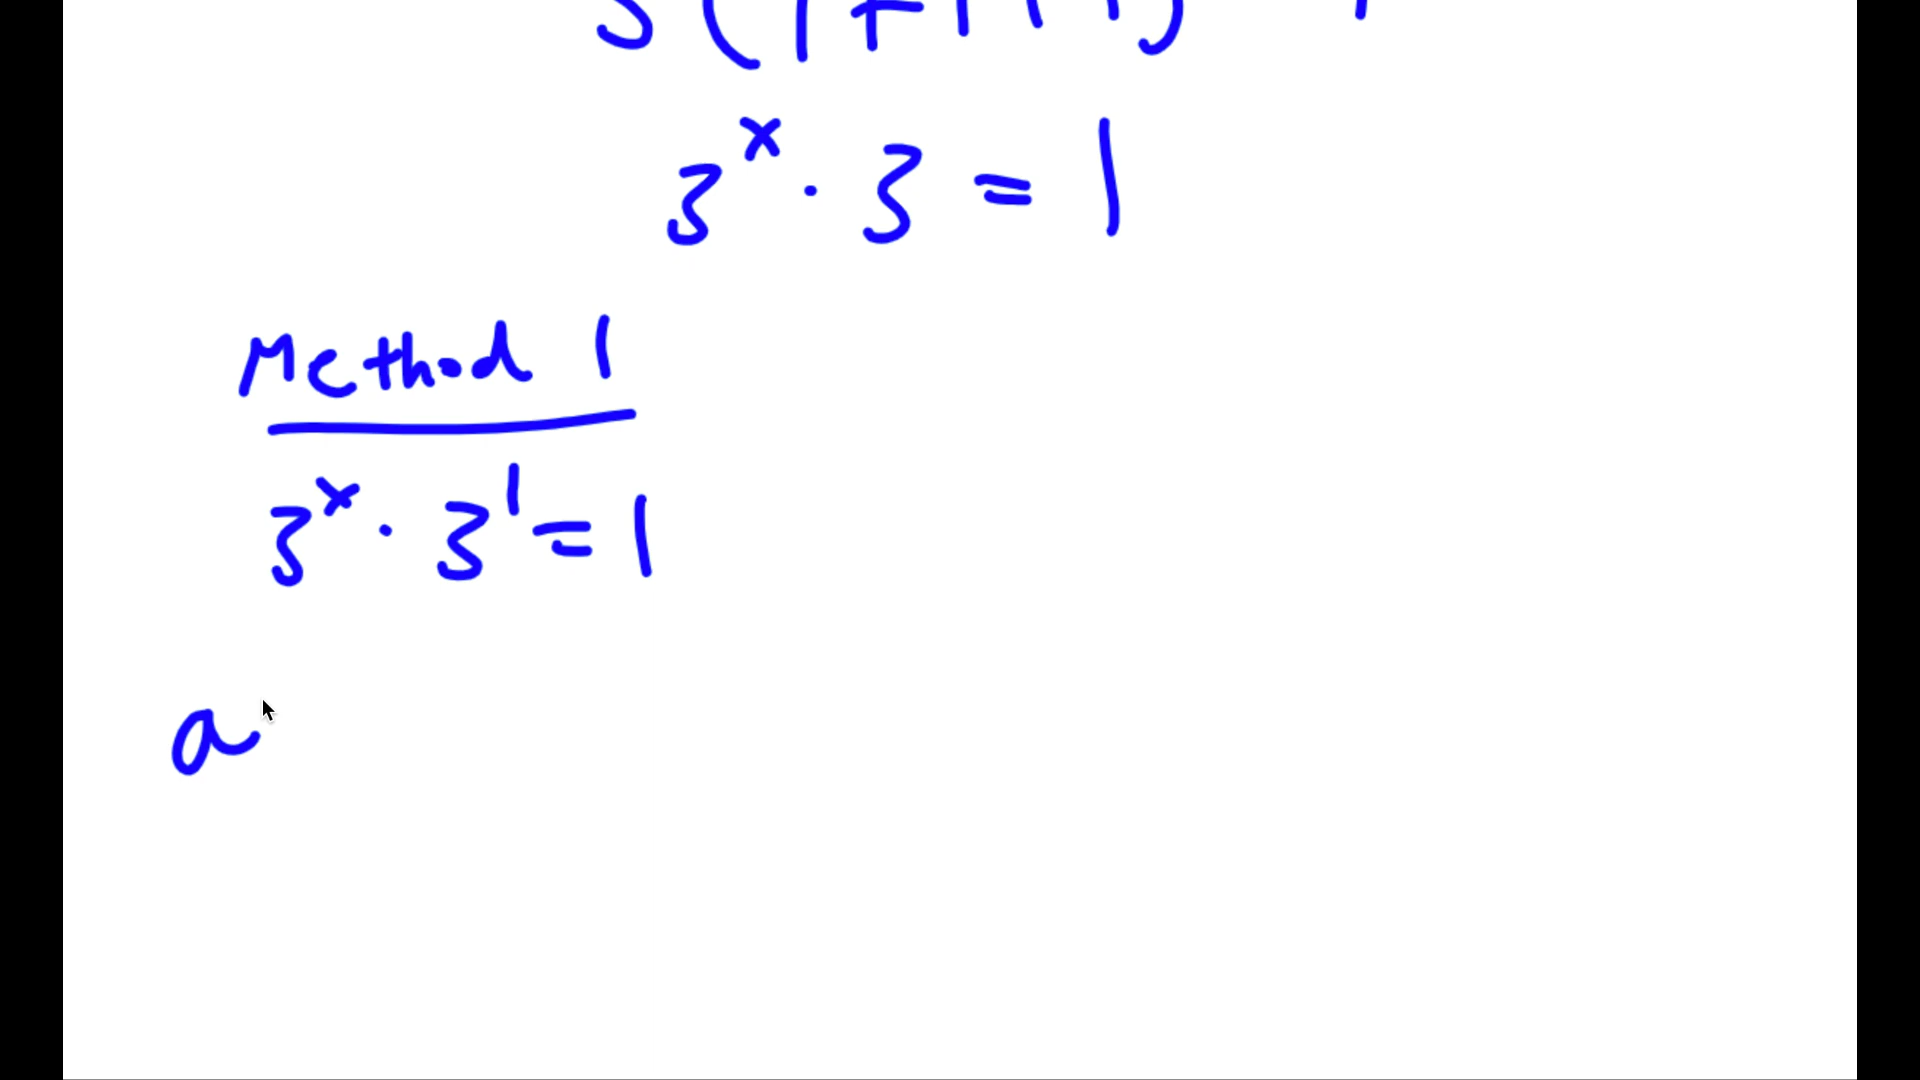 3^x · 3 = 1
Method 1
3^x · 3^1 = 1
a